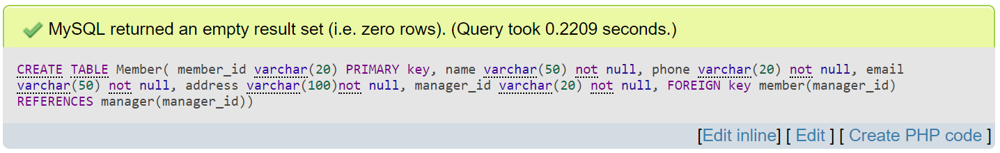 MySQL returned an empty result set (i.e. zero rows). (Query took 0.2209 seconds.)
CREATE TABLE Member( member_id varchar(20) PRIMARY key, name varchar(50) not null, phone varchar(20) not null, email
varchar(50) not null, address varchar(100)not null, manager_id varchar(20) not null, FOREIGN key member(manager_id)
REFERENCES manager(manager_id))
[Edit inline] [ Edit ] [ Create PHP code ]